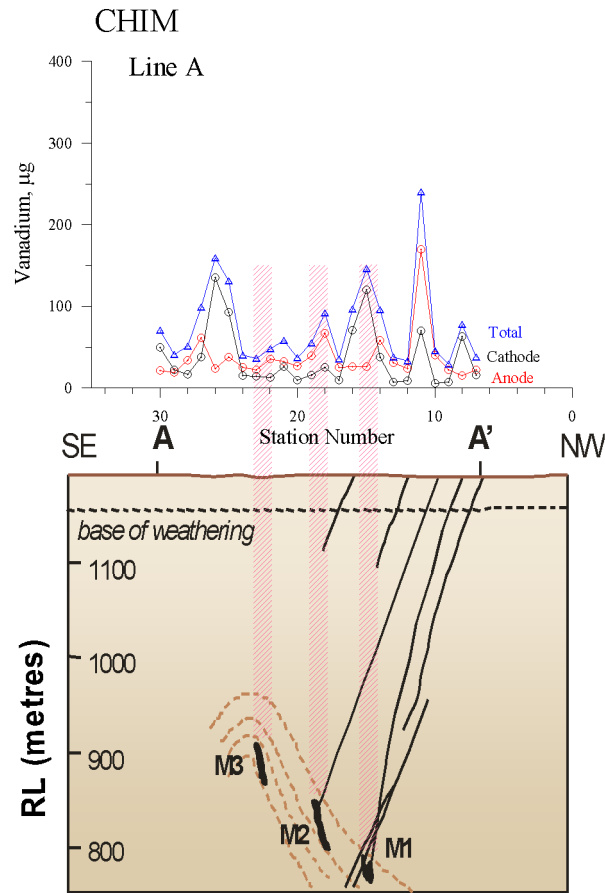 CHIM
Line A
400
300
200
100
0
Vanadium, µg
Total
Cathode
Anode
30 20 10 0
Station Number
SE A A' NW
base of weathering
1100
1000
900
800
RL (metres)
M3
M2
M1